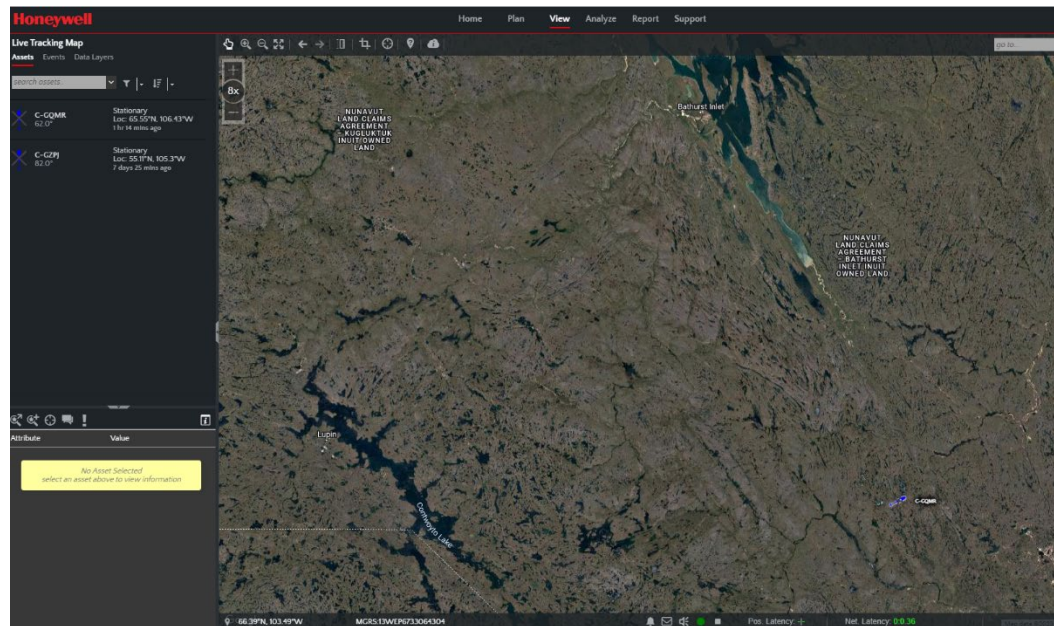 Honeywell
Home Plan View Analyze Report Support
Live Tracking Map
Assets Events Data Layers
search assets...
go to...
8x
C-GQMR
62.0°
Stationary
Loc: 65.55°N, 106.43°W
1 hr 14 mins ago
C-GZPJ
82.0°
Stationary
Loc: 55.11°N, 105.3°W
7 days 25 mins ago
NUNAVUT
LAND CLAIMS
AGREEMENT
- KUGLUKTUK
INUIT OWNED
LAND
Bathurst Inlet
NUNAVUT
LAND CLAIMS
AGREEMENT
- BATHURST
INLET INUIT
OWNED LAND
Attribute Value
No Asset Selected
select an asset above to view information
Lupin
Contwoyto Lake
C-GQMR
66.39°N, 103.49°W MGRS:13WEP6733064304 Pos. Latency: Net. Latency: 0:0.36